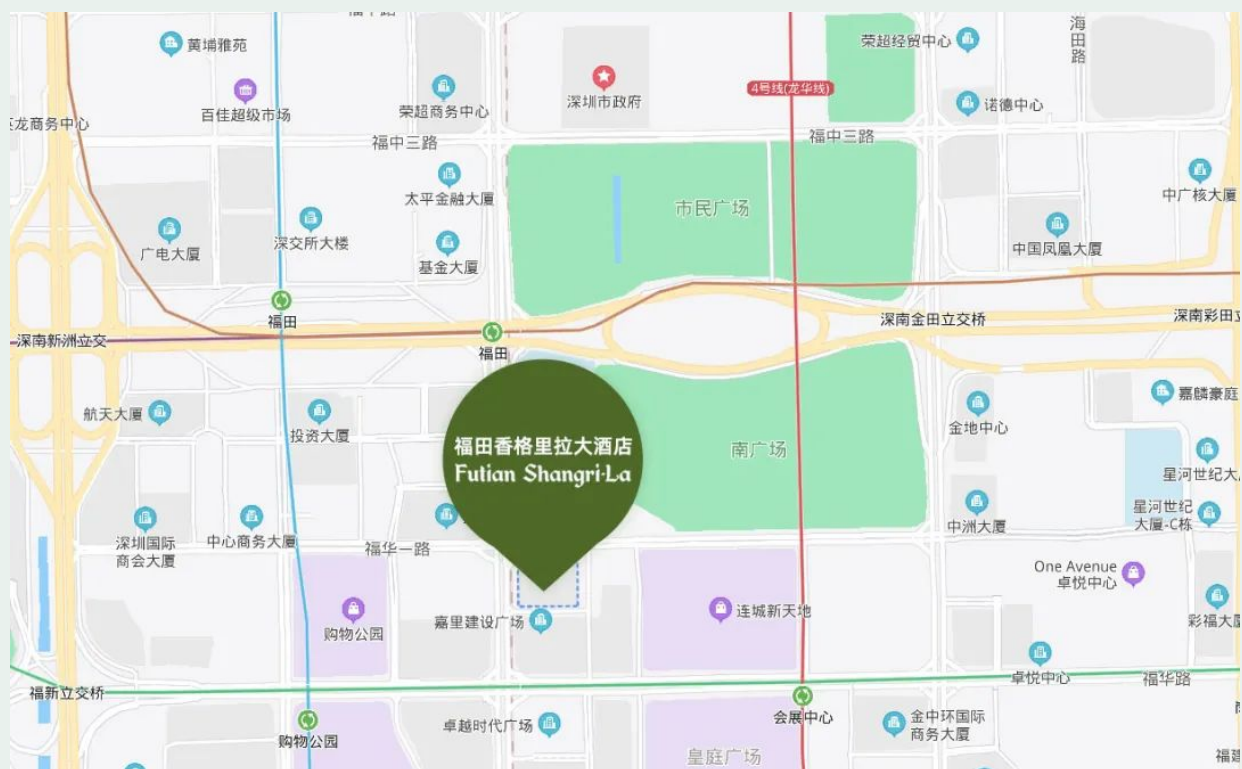 海田路
黄埔雅苑
荣超经贸中心
4号线(龙华线)
深圳市政府
百佳超级市场
荣超商务中心
诺德中心
龙商务中心
福中三路
福中三路
太平金融大厦
中广核大厦
市民广场
广电大厦
深交所大楼
基金大厦
中国凤凰大厦
福田
深南金田立交桥
深南彩田立
深南新洲立交
福田
嘉麟豪庭
航天大厦
投资大厦
金地中心
福田香格里拉大酒店
Futian Shangri-La
南广场
星河世纪大
星河世纪
大厦-C栋
中洲大厦
深圳国际
商会大厦
中心商务大厦
福华一路
One Avenue
卓悦中心
连城新天地
嘉里建设广场
彩福大厦
购物公园
卓悦中心
福华路
福新立交桥
会展中心
金中环国际
商务大厦
卓越时代广场
购物公园
皇庭广场
福建